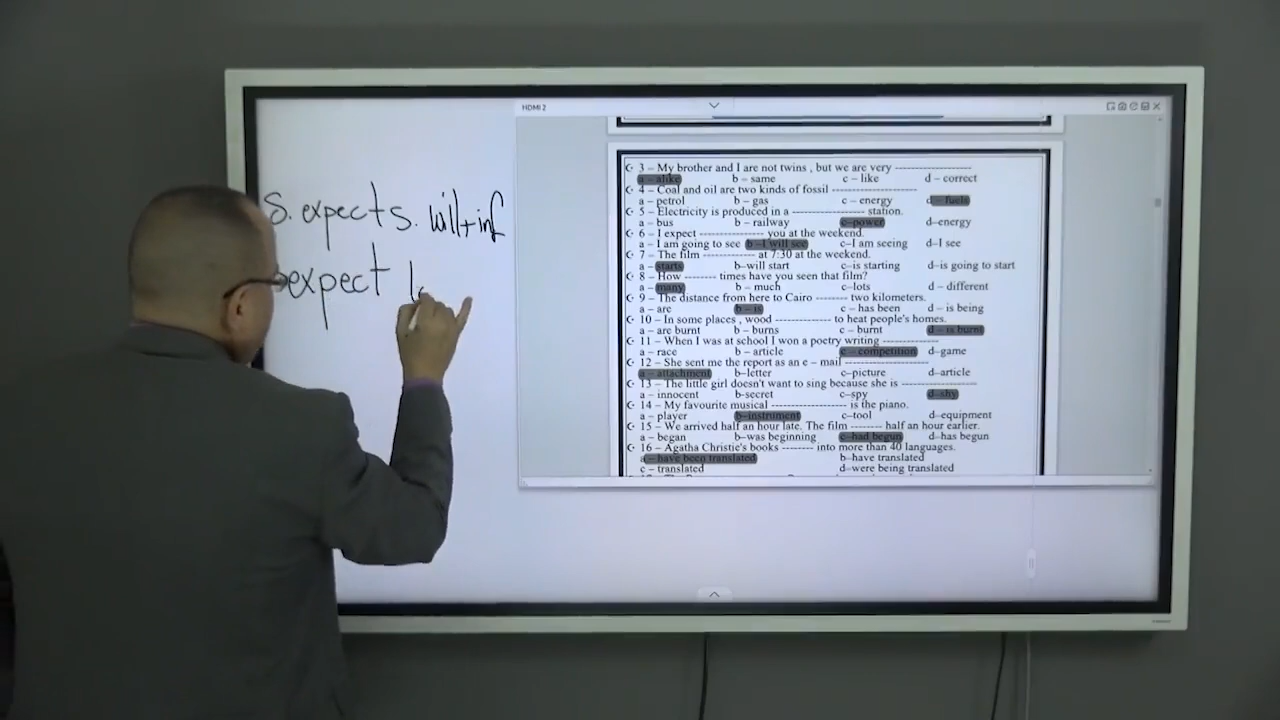 HDMI 2
S. expect s. will + inf
expect
3 – My brother and I are not twins , but we are very --------------------
a – alike b – same c – like d – correct
4 – Coal and oil are two kinds of fossil ----------------------
a – petrol b – gas c – energy d – fuels
5 – Electricity is produced in a ------------------- station.
a – bus b – railway c–power d–energy
6 – I expect --------------- you at the weekend.
a – I am going to see b –I will see c–I am seeing d–I see
7 – The film -------------- at 7:30 at the weekend.
a – starts b–will start c–is starting d–is going to start
8 – How -------- times have you seen that film?
a – many b – much c–lots d – different
9 – The distance from here to Cairo -------- two kilometers.
a – are b – is c – has been d – is being
10 – In some places , wood --------------- to heat people's homes.
a – are burnt b – burns c – burnt d – is burnt
11 – When I was at school I won a poetry writing ---------------
a – race b – article c – competition d–game
12 – She sent me the report as an e – mail ---------------------
a – attachment b–letter c–picture d–article
13 – The little girl doesn't want to sing because she is -------------------
a – innocent b-secret c–spy d–shy
14 – My favourite musical -------------------- is the piano.
a – player b–instrument c–tool d–equipment
15 – We arrived half an hour late. The film -------- half an hour earlier.
a – began b–was beginning c–had begun d–has begun
16 – Agatha Christie's books -------- into more than 40 languages.
a – have been translated b–have translated
c – translated d–were being translated